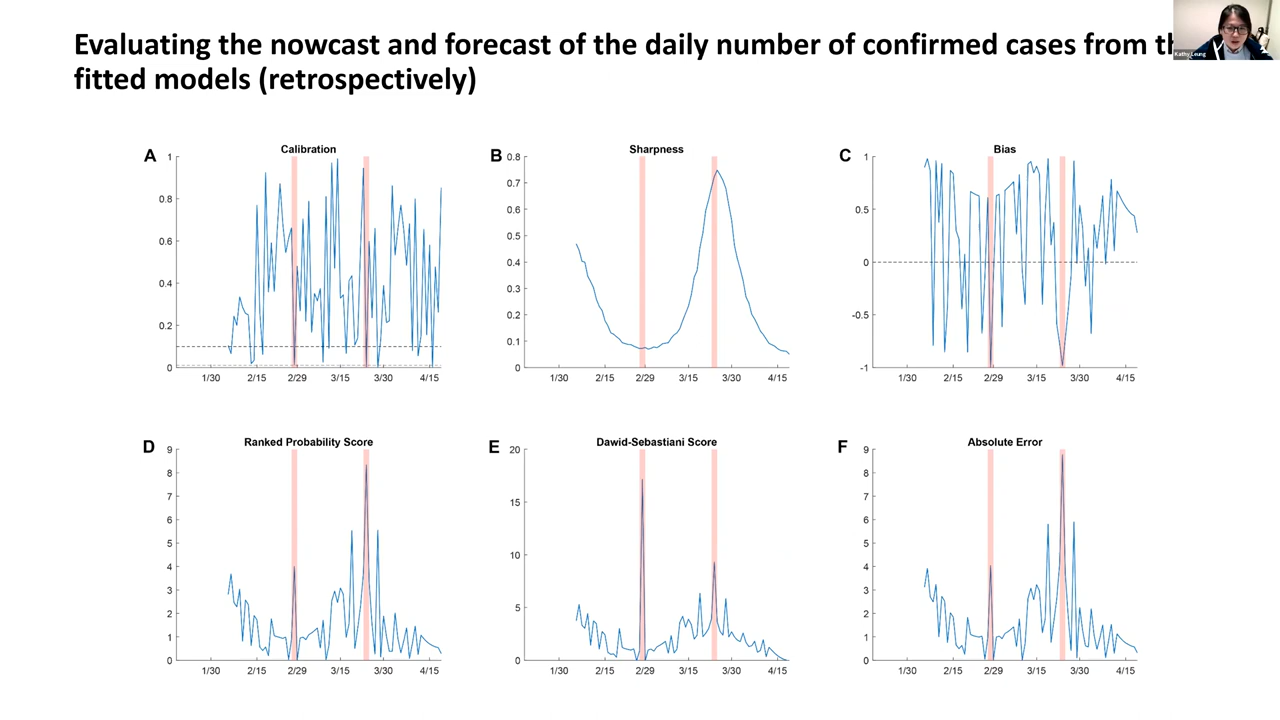 Evaluating the nowcast and forecast of the daily number of confirmed cases from th
fitted models (retrospectively)
Kathy Leung
A
Calibration
1
0.8
0.6
0.4
0.2
0
1/30 2/15 2/29 3/15 3/30 4/15
B
Sharpness
0.8
0.7
0.6
0.5
0.4
0.3
0.2
0.1
0
1/30 2/15 2/29 3/15 3/30 4/15
C
Bias
1
0.5
0
-0.5
-1
1/30 2/15 2/29 3/15 3/30 4/15
D
Ranked Probability Score
9
8
7
6
5
4
3
2
1
0
1/30 2/15 2/29 3/15 3/30 4/15
E
Dawid-Sebastiani Score
20
15
10
5
0
1/30 2/15 2/29 3/15 3/30 4/15
F
Absolute Error
9
8
7
6
5
4
3
2
1
0
1/30 2/15 2/29 3/15 3/30 4/15